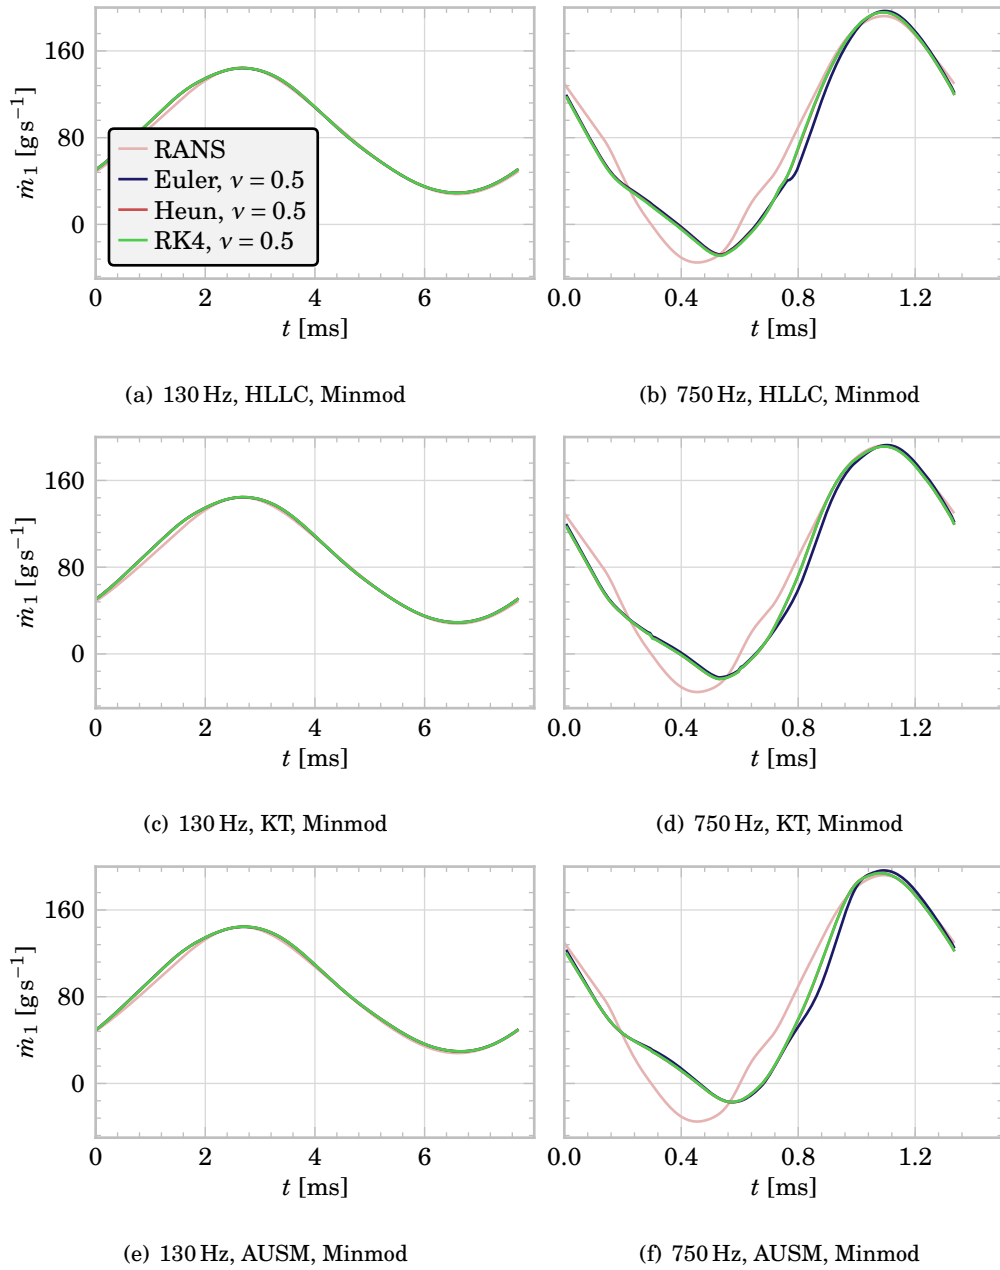 160
80
0
ṁ₁ [g s⁻¹]
RANS
Euler, ν = 0.5
Heun, ν = 0.5
RK4, ν = 0.5
0 2 4 6
t [ms]
0.0 0.4 0.8 1.2
t [ms]
(a) 130 Hz, HLLC, Minmod
(b) 750 Hz, HLLC, Minmod
160
80
0
ṁ₁ [g s⁻¹]
0 2 4 6
t [ms]
0.0 0.4 0.8 1.2
t [ms]
(c) 130 Hz, KT, Minmod
(d) 750 Hz, KT, Minmod
160
80
0
ṁ₁ [g s⁻¹]
0 2 4 6
t [ms]
0.0 0.4 0.8 1.2
t [ms]
(e) 130 Hz, AUSM, Minmod
(f) 750 Hz, AUSM, Minmod